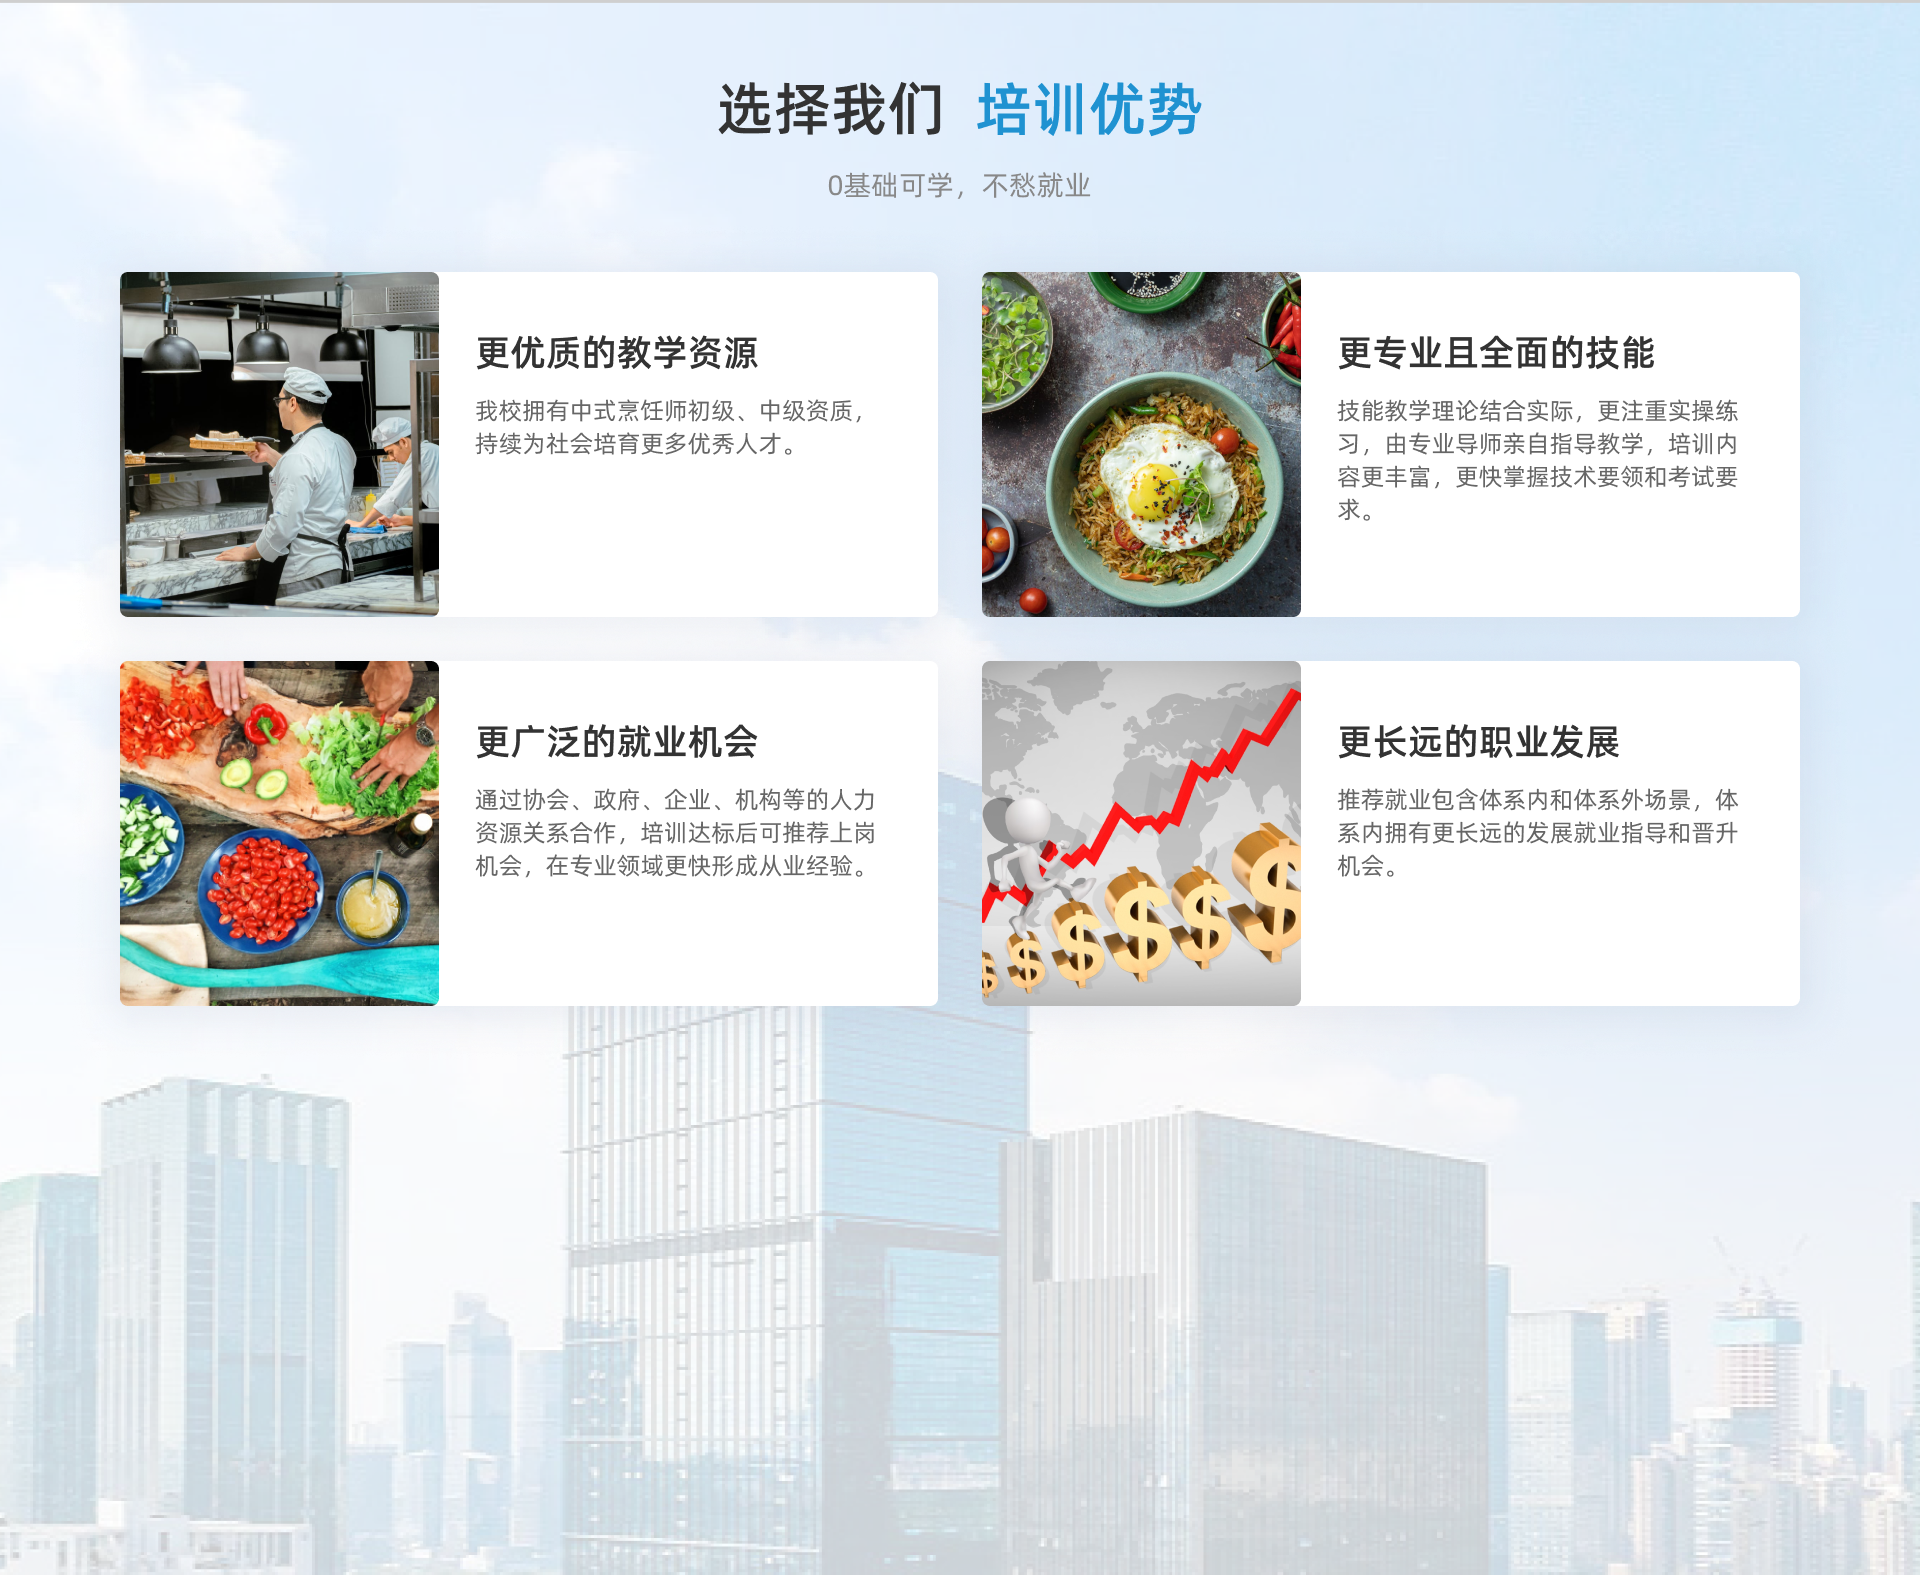 选择我们 培训优势
0基础可学，不愁就业
更优质的教学资源
我校拥有中式烹饪师初级、中级资质，
持续为社会培育更多优秀人才。
更专业且全面的技能
技能教学理论结合实际，更注重实操练
习，由专业导师亲自指导教学，培训内
容更丰富，更快掌握技术要领和考试要
求。
更广泛的就业机会
通过协会、政府、企业、机构等的人力
资源关系合作，培训达标后可推荐上岗
机会，在专业领域更快形成从业经验。
更长远的职业发展
推荐就业包含体系内和体系外场景，体
系内拥有更长远的发展就业指导和晋升
机会。